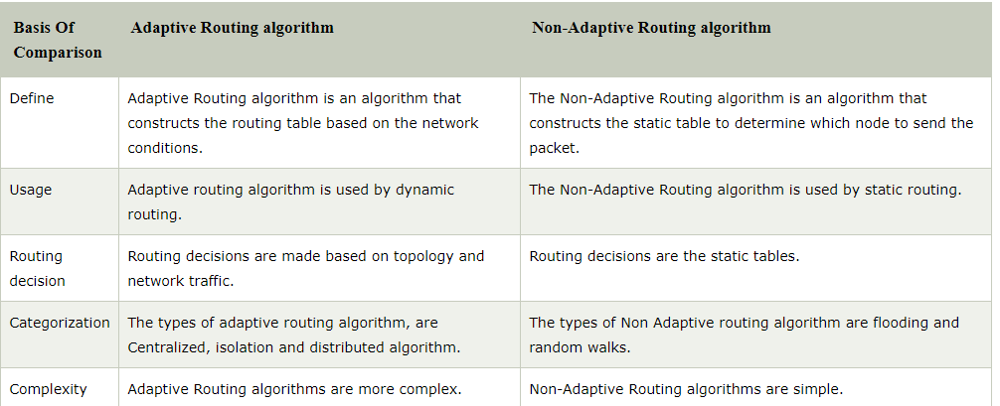 Basis Of Comparison
Adaptive Routing algorithm
Non-Adaptive Routing algorithm
Define
Adaptive Routing algorithm is an algorithm that
constructs the routing table based on the network
conditions.
The Non-Adaptive Routing algorithm is an algorithm that
constructs the static table to determine which node to send the
packet.
Usage
Adaptive routing algorithm is used by dynamic
routing.
The Non-Adaptive Routing algorithm is used by static routing.
Routing
decision
Routing decisions are made based on topology and
network traffic.
Routing decisions are the static tables.
Categorization
The types of adaptive routing algorithm, are
Centralized, isolation and distributed algorithm.
The types of Non Adaptive routing algorithm are flooding and
random walks.
Complexity
Adaptive Routing algorithms are more complex.
Non-Adaptive Routing algorithms are simple.